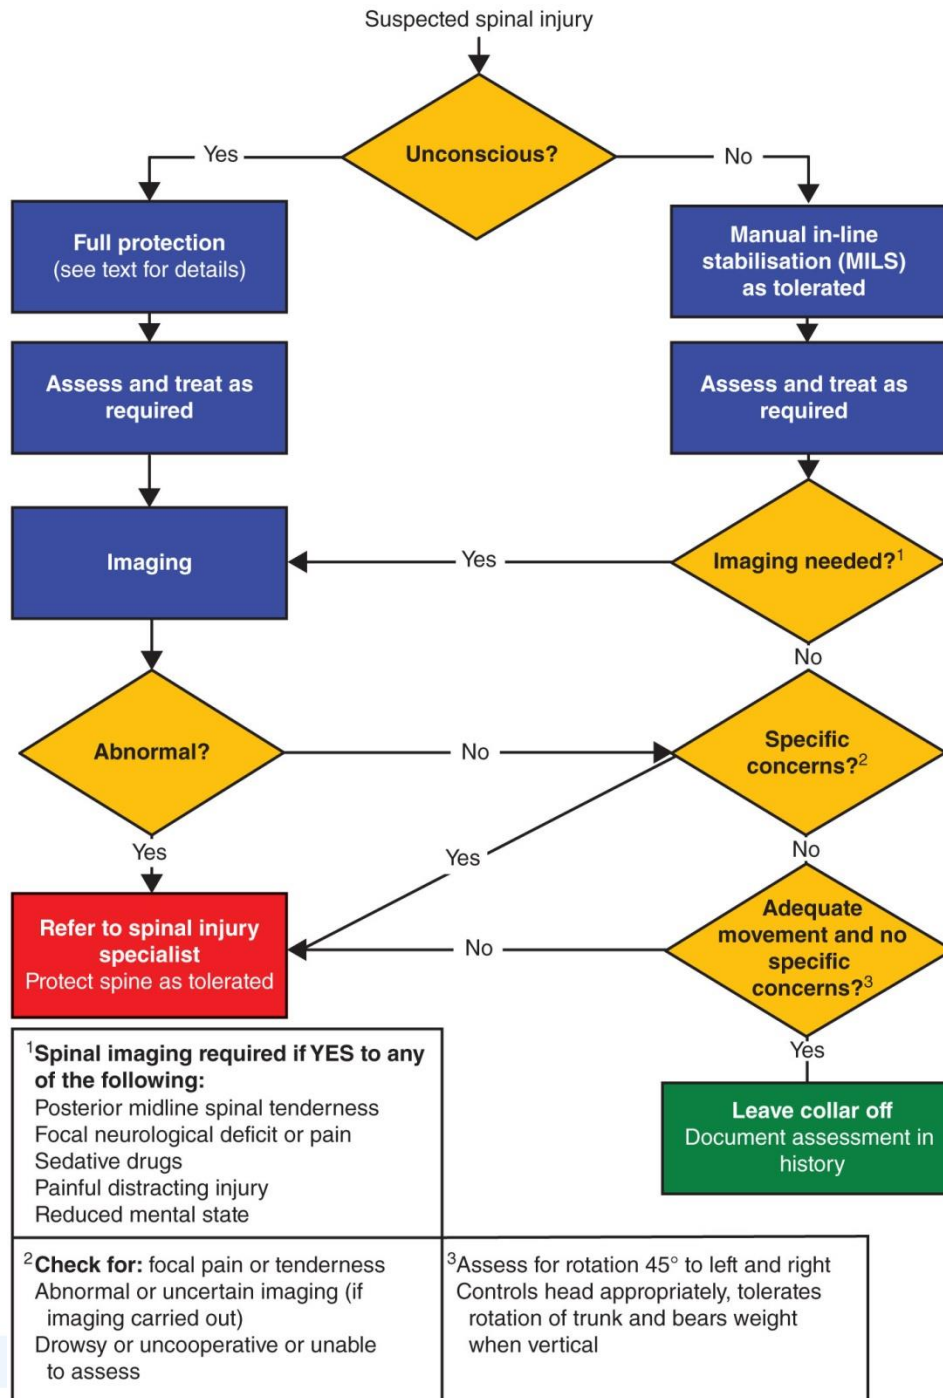 Suspected spinal injury
Unconscious?
Yes
No
Full protection
(see text for details)
Manual in-line
stabilisation (MILS)
as tolerated
Assess and treat as
required
Assess and treat as
required
Imaging
Yes
Imaging needed?¹
No
Abnormal?
No
Specific
concerns?²
Yes
Yes
No
Refer to spinal injury
specialist
Protect spine as tolerated
No
Adequate
movement and no
specific
concerns?³
Yes
Leave collar off
Document assessment in
history
¹Spinal imaging required if YES to any
of the following:
Posterior midline spinal tenderness
Focal neurological deficit or pain
Sedative drugs
Painful distracting injury
Reduced mental state
²Check for: focal pain or tenderness
Abnormal or uncertain imaging (if
imaging carried out)
Drowsy or uncooperative or unable
to assess
³Assess for rotation 45° to left and right
Controls head appropriately, tolerates
rotation of trunk and bears weight
when vertical